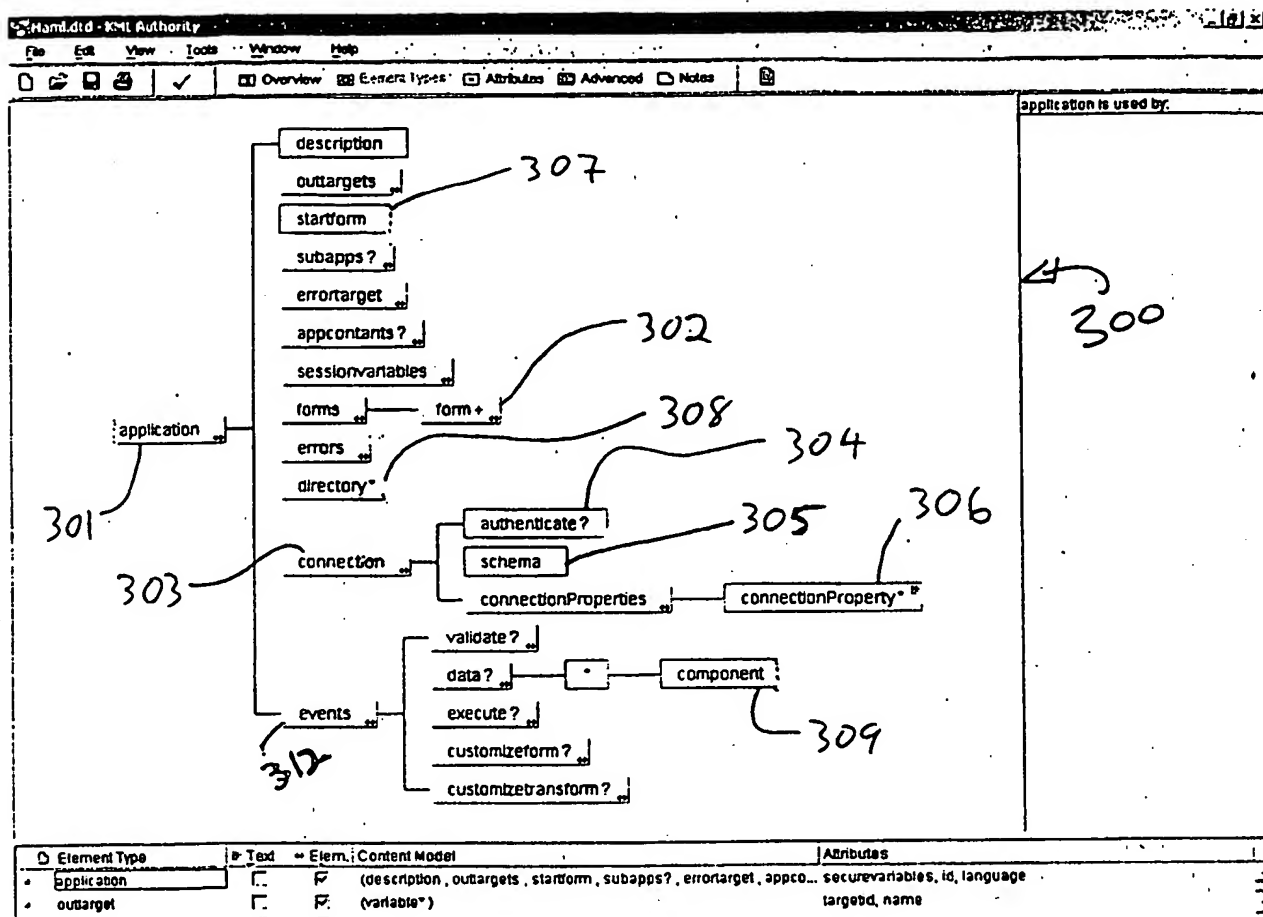 Haml.dtd - XML Authority
File Edit View Tools Window Help
Overview Element Types Attributes Advanced Notes
application is used by:
description
outtargets
307
startform
subapps?
errortarget
300
appcontants?
302
sessionvariables
forms form+
308
application
errors
304
directory*
301
authenticate?
305
306
connection
schema
303
connectionProperties connectionProperty*
validate?
data? * component
events
execute?
309
312
customizeform?
customizetransform?
Element Type Text Elem. Content Model Attributes
application (description, outtargets, startform, subapps?, errortarget, appco... securevariables, id, language
outtarget (variable*) targetid, name